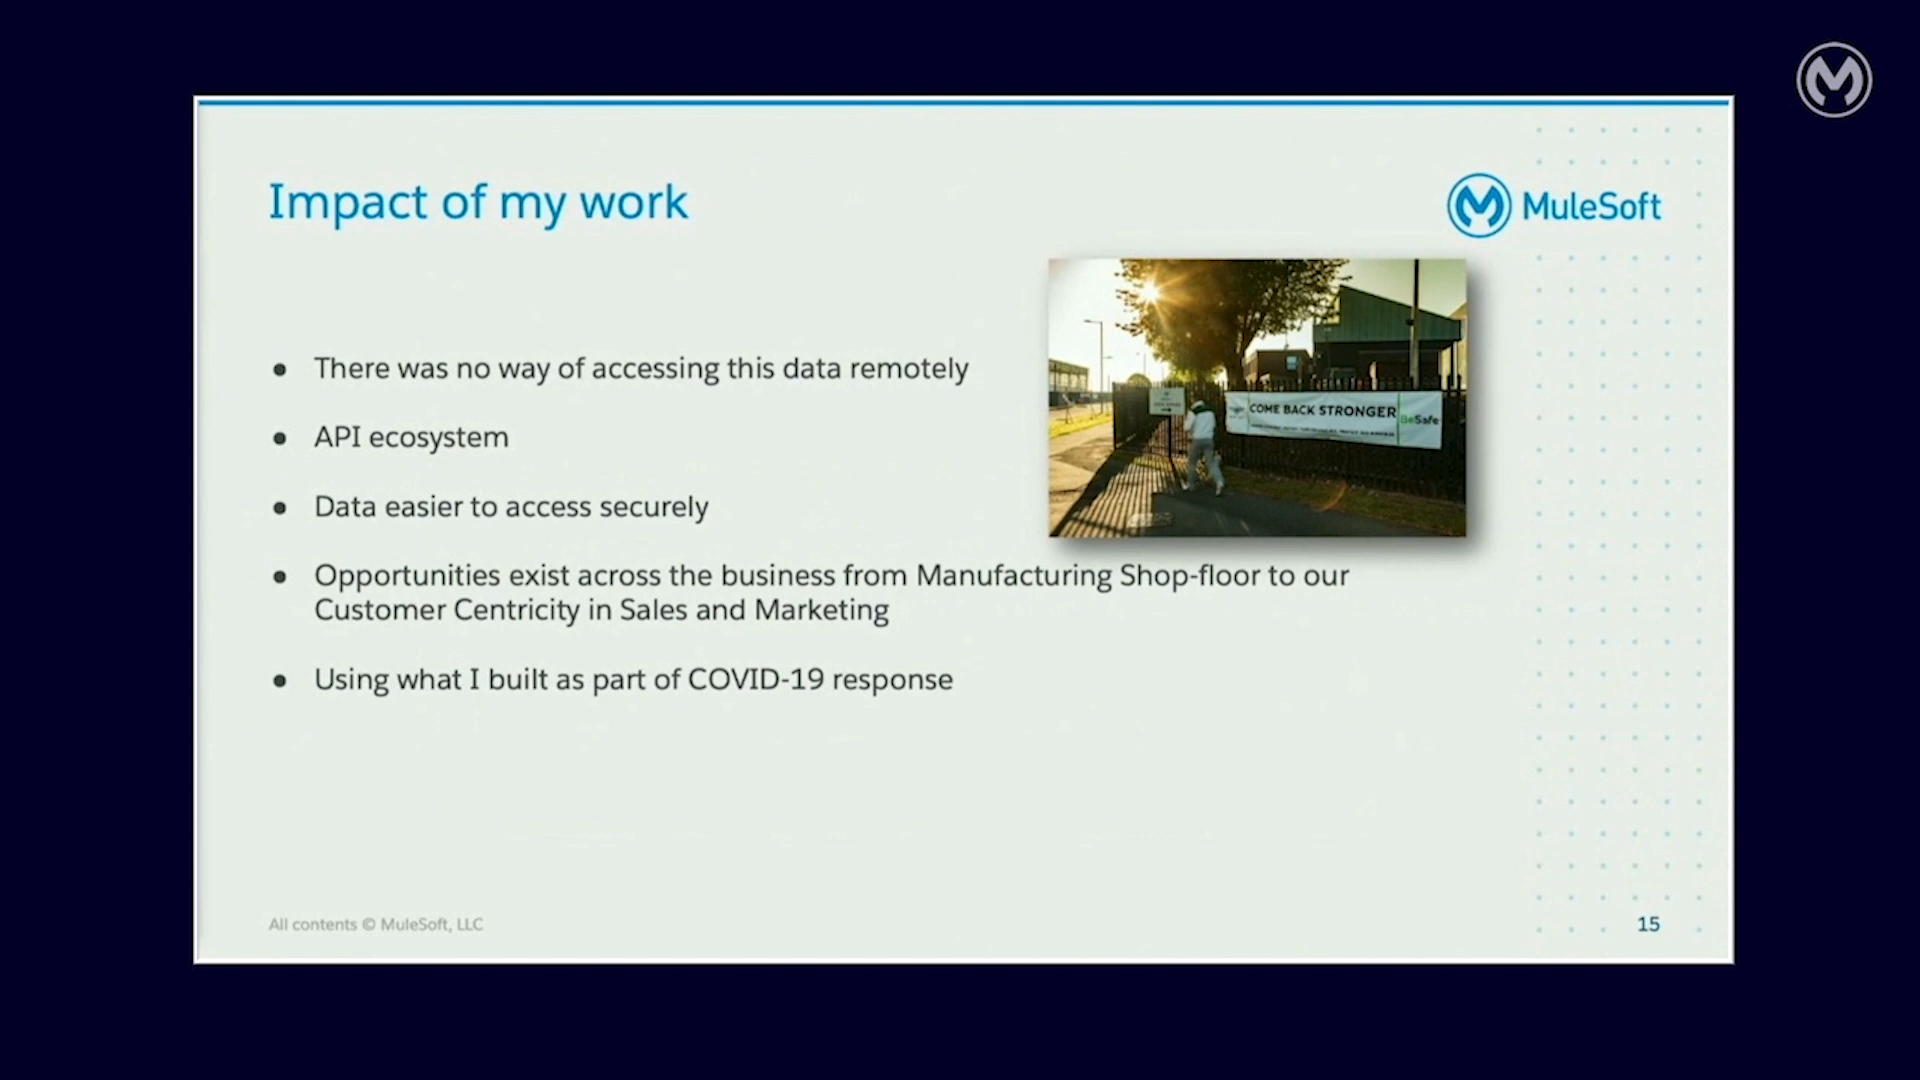 Impact of my work
MuleSoft
There was no way of accessing this data remotely
COME BACK STRONGER
BeSafe
API ecosystem
Data easier to access securely
Opportunities exist across the business from Manufacturing Shop-floor to our
Customer Centricity in Sales and Marketing
Using what I built as part of COVID-19 response
All contents © MuleSoft, LLC
15